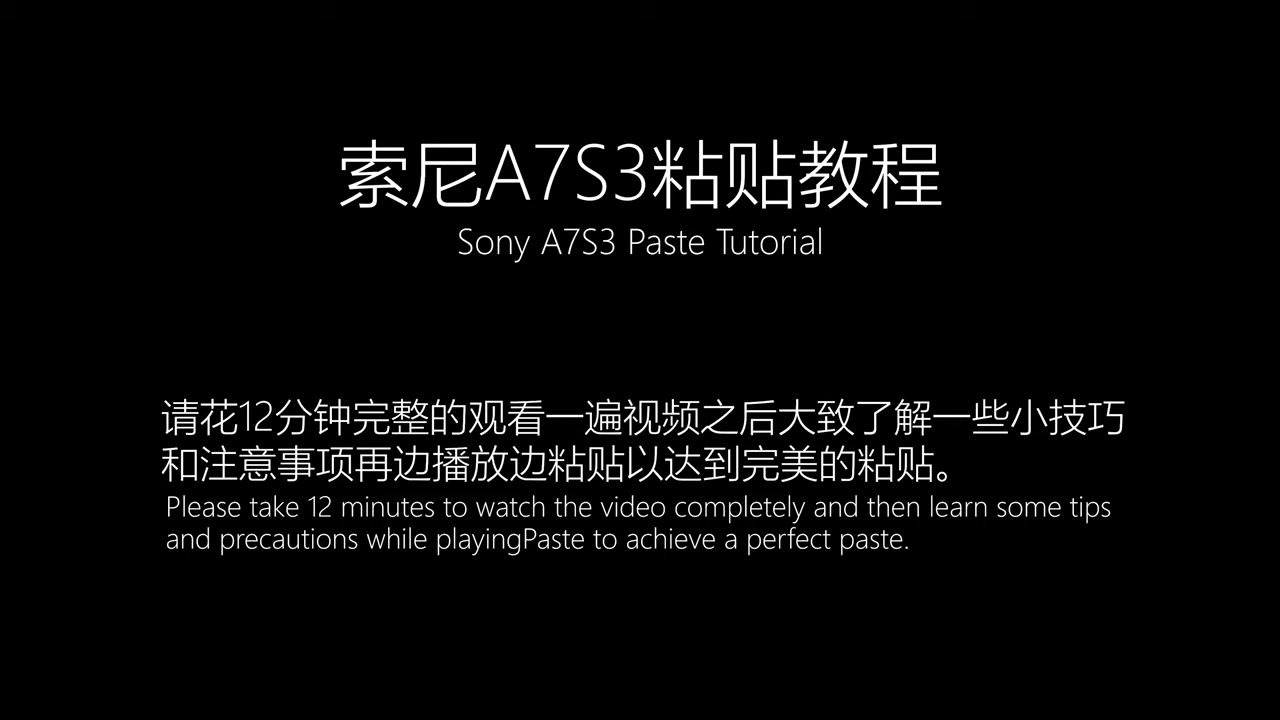 索尼A7S3粘贴教程
Sony A7S3 Paste Tutorial
请花12分钟完整的观看一遍视频之后大致了解一些小技巧
和注意事项再边播放边粘贴以达到完美的粘贴。
Please take 12 minutes to watch the video completely and then learn some tips
and precautions while playingPaste to achieve a perfect paste.